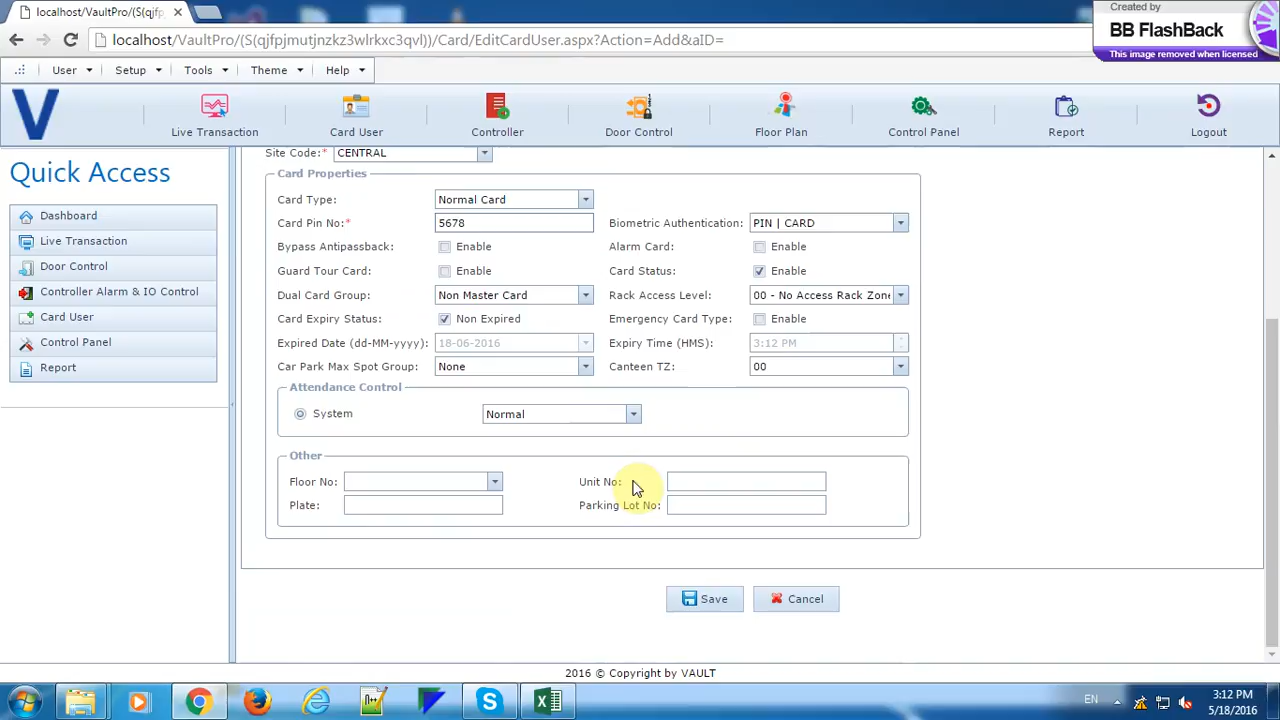 localhost/VaultPro/(S(qjfp
Created by
BB FlashBack
This image removed when licensed
localhost/VaultPro/(S(qjfpjmutjnzkz3wlrkxc3qvl))/Card/EditCardUser.aspx?Action=Add&aID=
User Setup Tools Theme Help
V
Live Transaction Card User Controller Door Control Floor Plan Control Panel Report Logout
Quick Access
Dashboard
Live Transaction
Door Control
Controller Alarm & IO Control
Card User
Control Panel
Report
Site Code:* CENTRAL
Card Properties
Card Type: Normal Card
Card Pin No:* 5678 Biometric Authentication: PIN | CARD
Bypass Antipassback: Enable Alarm Card: Enable
Guard Tour Card: Enable Card Status: Enable
Dual Card Group: Non Master Card Rack Access Level: 00 - No Access Rack Zone
Card Expiry Status: Non Expired Emergency Card Type: Enable
Expired Date (dd-MM-yyyy): 18-06-2016 Expiry Time (HMS): 3:12 PM
Car Park Max Spot Group: None Canteen TZ: 00
Attendance Control
System Normal
Other
Floor No: Unit No:
Plate: Parking Lot No:
Save Cancel
2016 © Copyright by VAULT
EN 3:12 PM
5/18/2016